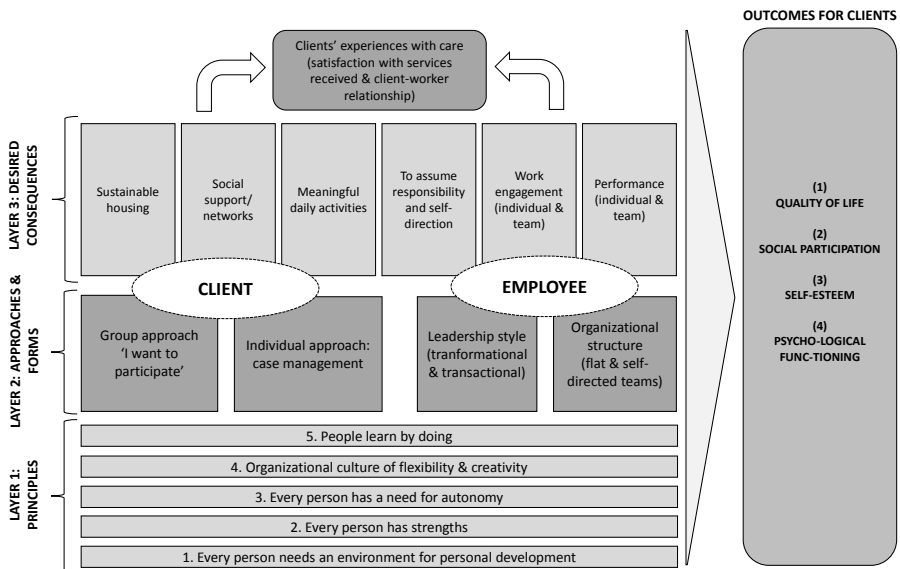 OUTCOMES FOR CLIENTS
Clients' experiences with care
(satisfaction with services
received & client-worker
relationship)
LAYER 3: DESIRED
CONSEQUENCES
Sustainable
housing
Social
support/
networks
Meaningful
daily activities
To assume
responsibility
and self-
direction
Work
engagement
(individual &
team)
Performance
(individual &
team)
CLIENT
EMPLOYEE
LAYER 2: APPROACHES &
FORMS
Group approach
'I want to
participate'
Individual approach:
case management
Leadership style
(tranformational
& transactional)
Organizational
structure
(flat & self-
directed teams)
LAYER 1:
PRINCIPLES
5. People learn by doing
4. Organizational culture of flexibility & creativity
3. Every person has a need for autonomy
2. Every person has strengths
1. Every person needs an environment for personal development
(1)
QUALITY OF LIFE
(2)
SOCIAL PARTICIPATION
(3)
SELF-ESTEEM
(4)
PSYCHO-LOGICAL
FUNC-TIONING